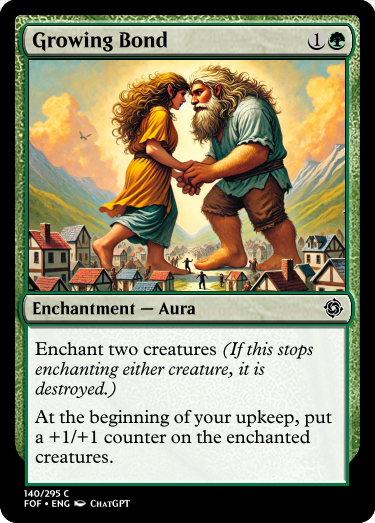 Growing Bond 1
Enchantment — Aura
Enchant two creatures (If this stops
enchanting either creature, it is
destroyed.)
At the beginning of your upkeep, put
a +1/+1 counter on the enchanted
creatures.
140/295 C
FOF • ENG ChatGPT